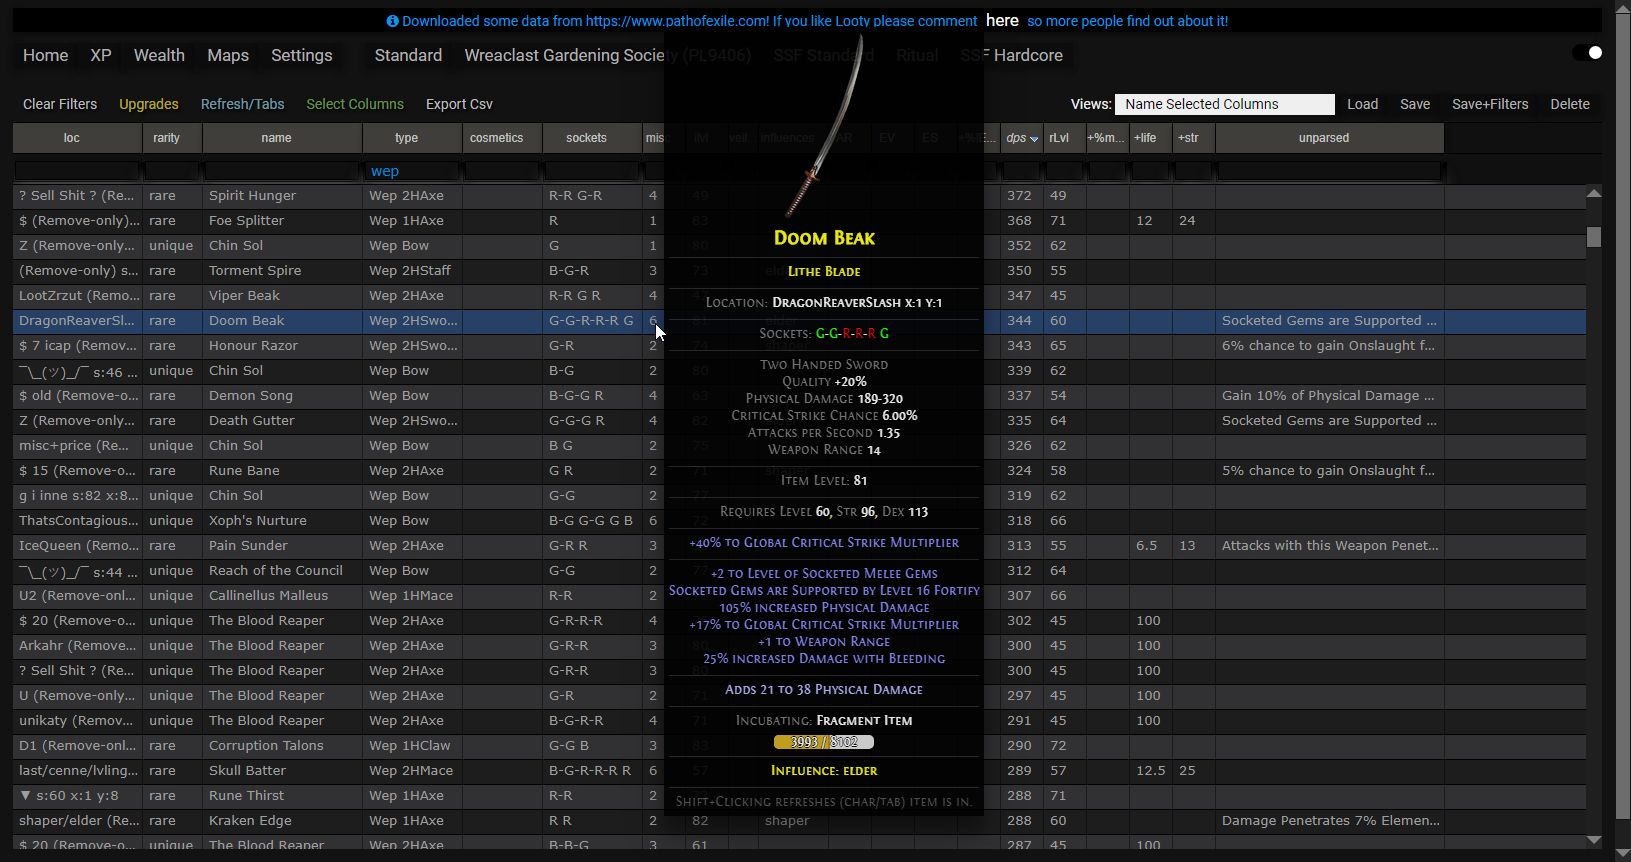 Downloaded some data from https://www.pathofexile.com! If you like Looty please comment here so more people find out about it!
Home XP Wealth Maps Settings Standard Wreaclast Gardening Society (PL9406) SSF Standard Ritual SSF Hardcore
Clear Filters Upgrades Refresh/Tabs Select Columns Export Csv Views: Name Selected Columns Load Save Save+Filters Delete
loc rarity name type cosmetics sockets misc ilvl veil influences AR EV ES dps rLvl +%m... +life +str unparsed
wep
? Sell Shit ? (Re... rare Spirit Hunger Wep 2HAxe R-R G-R 4 49 372 49
$ (Remove-only)... rare Foe Splitter Wep 1HAxe R 1 83 368 71 12 24
Z (Remove-only... unique Chin Sol Wep Bow G 1 80 352 62
(Remove-only) s... rare Torment Spire Wep 2HStaff B-G-R 3 73 350 55
LootZrzut (Remo... rare Viper Beak Wep 2HAxe R-R G R 4 347 45
DragonReaverSl... rare Doom Beak Wep 2HSwo... G-G-R-R-R G 6 81 elder 344 60 Socketed Gems are Supported ...
$ 7 icap (Remov... rare Honour Razor Wep 2HSwo... G-R 2 74 shaper 343 65 6% chance to gain Onslaught f...
¯\_(ツ)_/¯ s:46 ... unique Chin Sol Wep Bow B-G 2 80 339 62
$ old (Remove-o... rare Demon Song Wep 2HAxe B-G-G R 4 63 337 54 Gain 10% of Physical Damage ...
Z (Remove-only... rare Death Gutter Wep 2HSwo... G-G-G R 4 82 335 64 Socketed Gems are Supported ...
misc+price (Re... unique Chin Sol Wep Bow B G 2 75 326 62
$ 15 (Remove-o... rare Rune Bane Wep 2HAxe G R 2 71 shaper 324 58 5% chance to gain Onslaught f...
g i inne s:82 x:8... unique Chin Sol Wep Bow G-G 2 319 62
ThatsContagious... unique Xoph's Nurture Wep Bow B-G G-G G B 6 72 318 66
IceQueen (Remo... rare Pain Sunder Wep 2HAxe G-R R 3 313 55 6.5 13 Attacks with this Weapon Penet...
¯\_(ツ)_/¯ s:44 ... unique Reach of the Council Wep Bow G-G 2 77 312 64
U2 (Remove-onl... unique Callinellus Malleus Wep 1HMace R-R 2 307 66
$ 20 (Remove-o... unique The Blood Reaper Wep 2HAxe G-R-R-R 4 302 45 100
Arkahr (Remove... unique The Blood Reaper Wep 2HAxe G-R-R 3 80 300 45 100
? Sell Shit ? (Re... unique The Blood Reaper Wep 2HAxe G-R-R 3 80 300 45 100
U (Remove-only... unique The Blood Reaper Wep 2HAxe G-R 2 71 297 45 100
unikaty (Remov... unique The Blood Reaper Wep 2HAxe B-G-R-R 4 71 291 45 100
D1 (Remove-onl... rare Corruption Talons Wep 1HClaw G-G B 3 83 290 72
last/cenne/lvling... rare Skull Batter Wep 2HMace B-G-R-R-R R 6 57 289 57 12.5 25
▼ s:60 x:1 y:8 rare Rune Thirst Wep 1HAxe R-R 2 288 71
shaper/elder (Re... rare Kraken Edge Wep 1HAxe R R 2 82 shaper 288 60 Damage Penetrates 7% Elemen...
$ 20 (Remove-o... unique The Blood Reaper Wep 2HAxe B-B-G 3 61 287 45 100
Doom Beak
Lithe Blade
Location: DragonReaverSlash x:1 y:1
Sockets: G-G-R-R-R G
Two Handed Sword
Quality +20%
Physical Damage 189-320
Critical Strike Chance 6.00%
Attacks per Second 1.35
Weapon Range 14
Item Level: 81
Requires Level 60, Str 96, Dex 113
+40% to Global Critical Strike Multiplier
+2 to Level of Socketed Melee Gems
Socketed Gems are Supported by Level 16 Fortify
105% increased Physical Damage
+17% to Global Critical Strike Multiplier
+1 to Weapon Range
25% increased Damage with Bleeding
Adds 21 to 38 Physical Damage
Incubating: Fragment Item
3993 / 8102
Influence: elder
Shift+Clicking refreshes (char/tab) item is in.